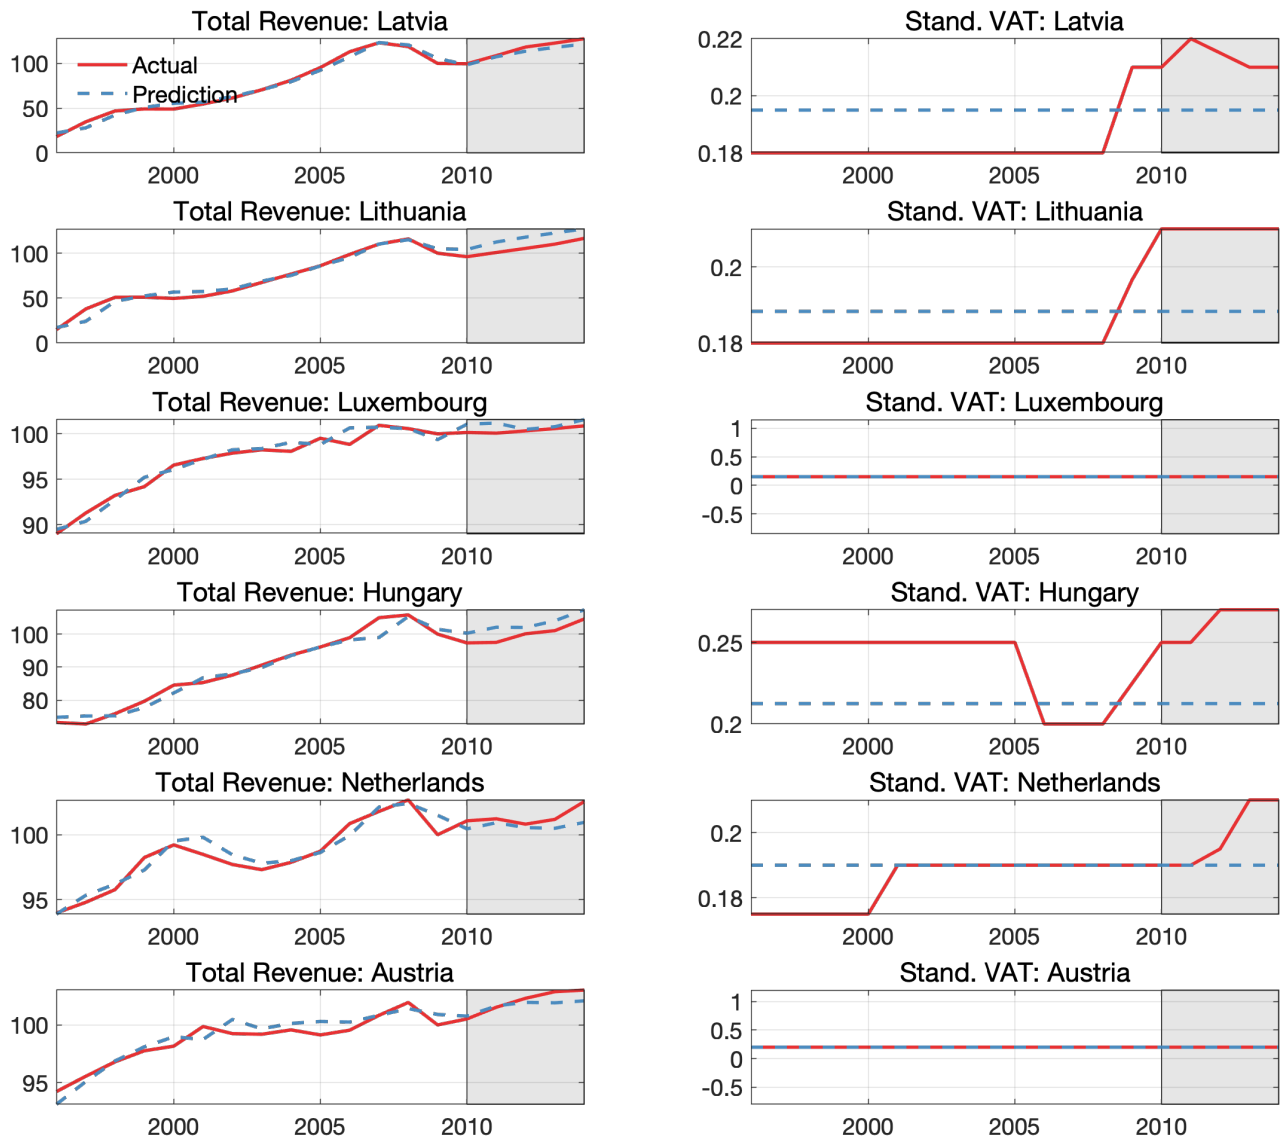 Total Revenue: Latvia
100
50
0
Actual
Prediction
2000 2005 2010
Stand. VAT: Latvia
0.22
0.2
0.18
2000 2005 2010
Total Revenue: Lithuania
100
50
0
2000 2005 2010
Stand. VAT: Lithuania
0.2
0.18
2000 2005 2010
Total Revenue: Luxembourg
100
95
90
2000 2005 2010
Stand. VAT: Luxembourg
1
0.5
0
-0.5
2000 2005 2010
Total Revenue: Hungary
100
90
80
2000 2005 2010
Stand. VAT: Hungary
0.25
0.2
2000 2005 2010
Total Revenue: Netherlands
100
95
2000 2005 2010
Stand. VAT: Netherlands
0.2
0.18
2000 2005 2010
Total Revenue: Austria
100
95
2000 2005 2010
Stand. VAT: Austria
1
0.5
0
-0.5
2000 2005 2010